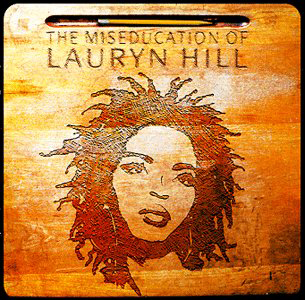 THE MISEDUCATION OF
LAURYN HILL